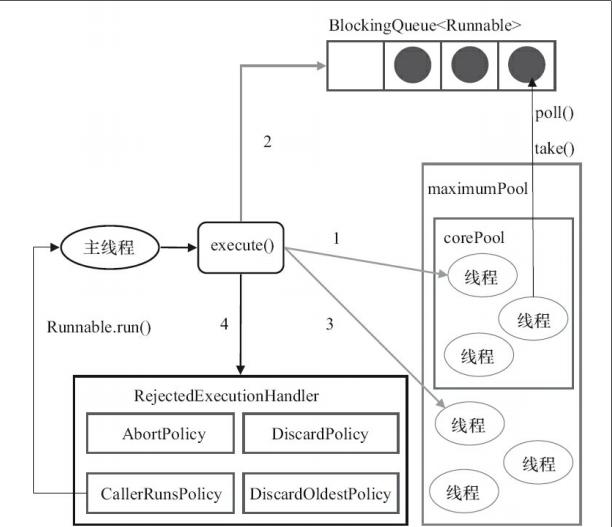 BlockingQueue<Runnable>
poll()
2
take()
maximumPool
corePool
主线程
execute()
1
线程
线程
Runnable.run()
4
3
线程
RejectedExecutionHandler
线程
AbortPolicy
DiscardPolicy
线程
CallerRunsPolicy
DiscardOldestPolicy
线程